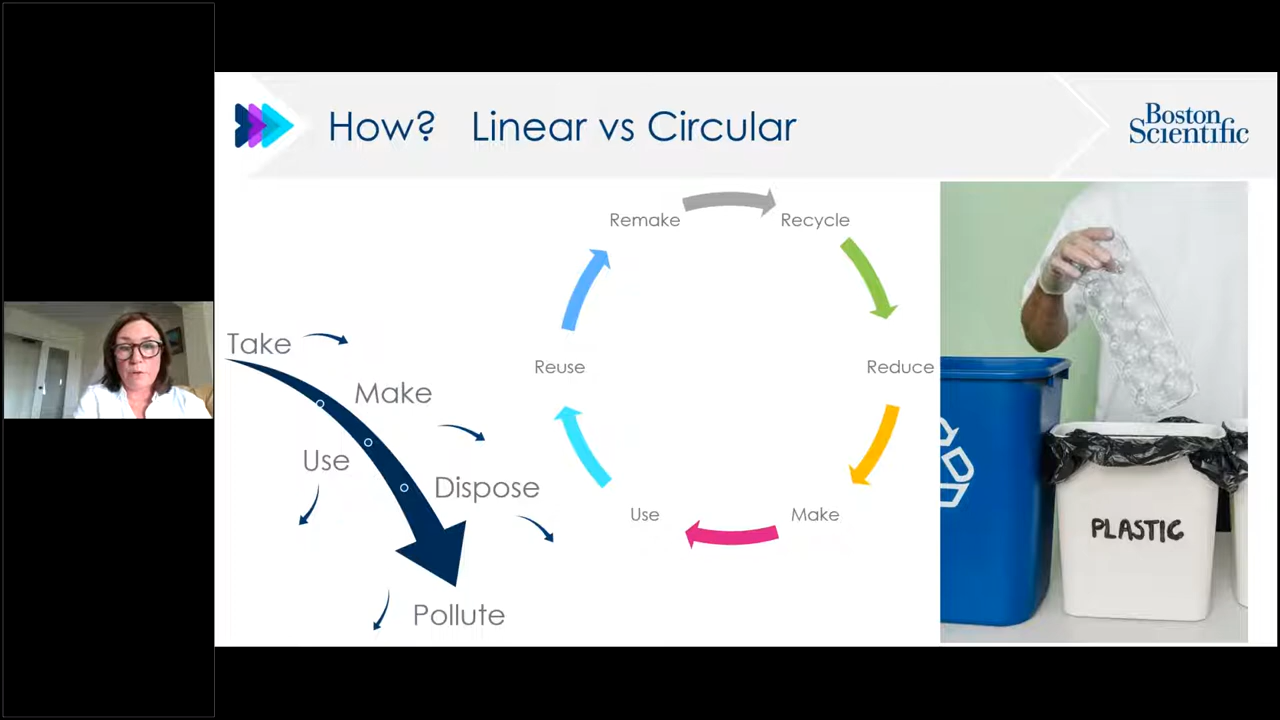 How? Linear vs Circular
Boston
Scientific
Take
Make
Use
Dispose
Pollute
Remake
Recycle
Reuse
Reduce
Use
Make
PLASTIC